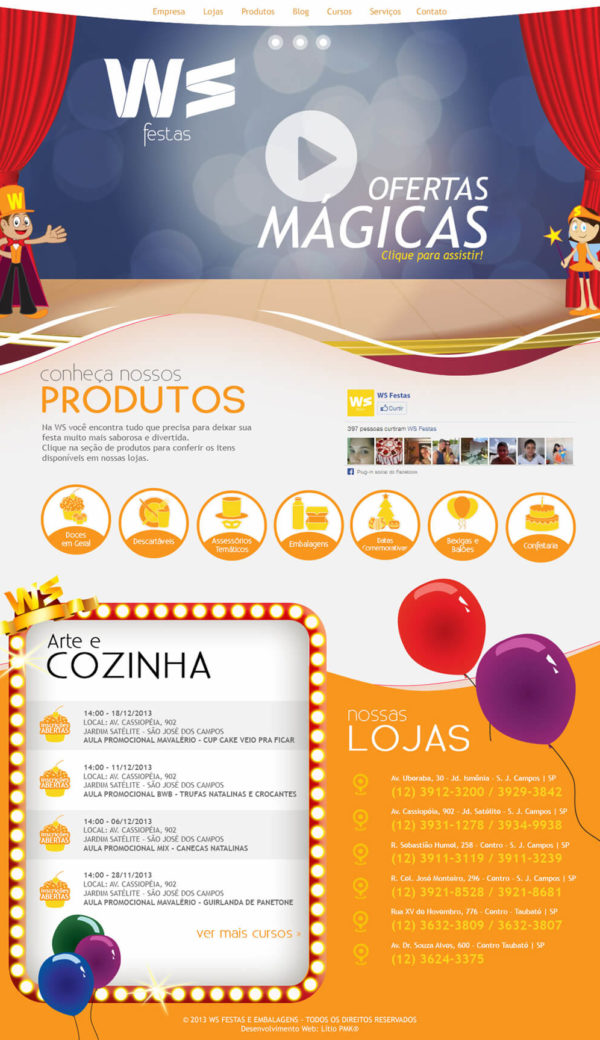 Empresa Lojas Produtos Blog Cursos Serviços Contato
WS
festas
OFERTAS
MÁGICAS
Clique para assistir!
W
S
conheça nossos
PRODUTOS
Na WS você encontra tudo que precisa para deixar sua
festa muito mais saborosa e divertida.
Clique na seção de produtos para conferir os itens
disponíveis em nossas lojas.
WS
WS Festas
Curtir
397 pessoas curtiram WS Festas
Plug-in social do Facebook
Doces
em Geral
Descartáveis
Assessórios
Temáticos
Embalagens
Datas
Comemorativas
Bexigas e
Balões
Confeitaria
WS
Arte e
COZINHA
inscrições
ABERTAS
14:00 - 18/12/2013
LOCAL: AV. CASSIOPÉIA, 902
JARDIM SATÉLITE - SÃO JOSÉ DOS CAMPOS
AULA PROMOCIONAL MAVALÉRIO - CUP CAKE VEIO PRA FICAR
inscrições
ABERTAS
14:00 - 11/12/2013
LOCAL: AV. CASSIOPÉIA, 902
JARDIM SATÉLITE - SÃO JOSÉ DOS CAMPOS
AULA PROMOCIONAL BWB - TRUFAS NATALINAS E CROCANTES
inscrições
ABERTAS
14:00 - 06/12/2013
LOCAL: AV. CASSIOPÉIA, 902
JARDIM SATÉLITE - SÃO JOSÉ DOS CAMPOS
AULA PROMOCIONAL MIX - CANECAS NATALINAS
inscrições
ABERTAS
14:00 - 28/11/2013
LOCAL: AV. CASSIOPÉIA, 902
JARDIM SATÉLITE - SÃO JOSÉ DOS CAMPOS
AULA PROMOCIONAL MAVALÉRIO - GUIRLANDA DE PANETONE
ver mais cursos »
nossas
LOJAS
Av. Uboraba, 30 - Jd. Ismênia - S. J. Campos | SP
(12) 3912-3200 / 3929-3842
Av. Cassiopéia, 902 - Jd. Satélite - S. J. Campos | SP
(12) 3931-1278 / 3934-9938
R. Sebastião Humel, 258 - Centro - S. J. Campos | SP
(12) 3911-3119 / 3911-3239
R. Cel. José Monteiro, 296 - Centro - S. J. Campos | SP
(12) 3921-8528 / 3921-8681
Rua XV de Novembro, 776 - Centro - Taubaté | SP
(12) 3632-3809 / 3632-3807
Av. Dr. Souza Alves, 600 - Centro Taubaté | SP
(12) 3624-3375
© 2013 WS FESTAS E EMBALAGENS - TODOS OS DIREITOS RESERVADOS
Desenvolvimento Web: Lítio PMK®